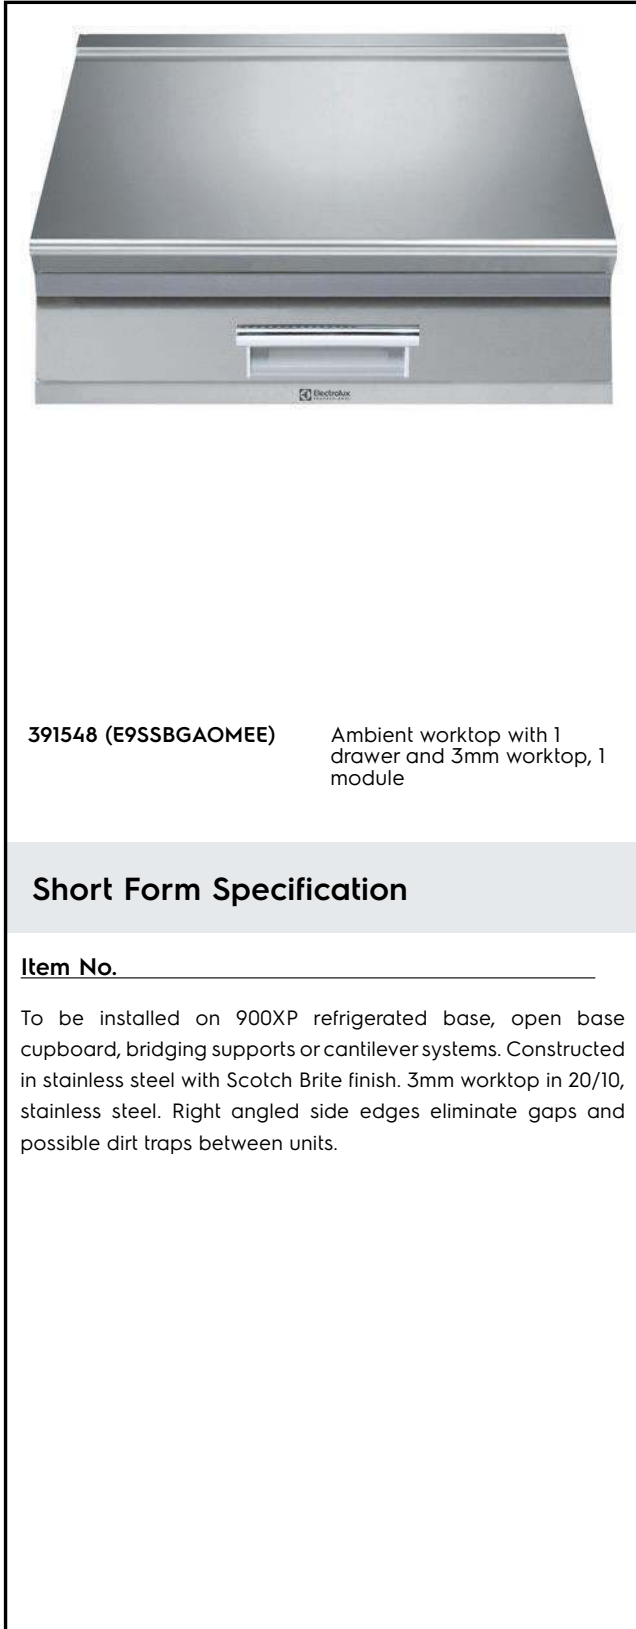 Electrolux
PROFESSIONAL
391548 (E9SSBGAOMEE)
Ambient worktop with 1
drawer and 3mm worktop, 1
module
Short Form Specification
Item No.
To be installed on 900XP refrigerated base, open base
cupboard, bridging supports or cantilever systems. Constructed
in stainless steel with Scotch Brite finish. 3mm worktop in 20/10,
stainless steel. Right angled side edges eliminate gaps and
possible dirt traps between units.